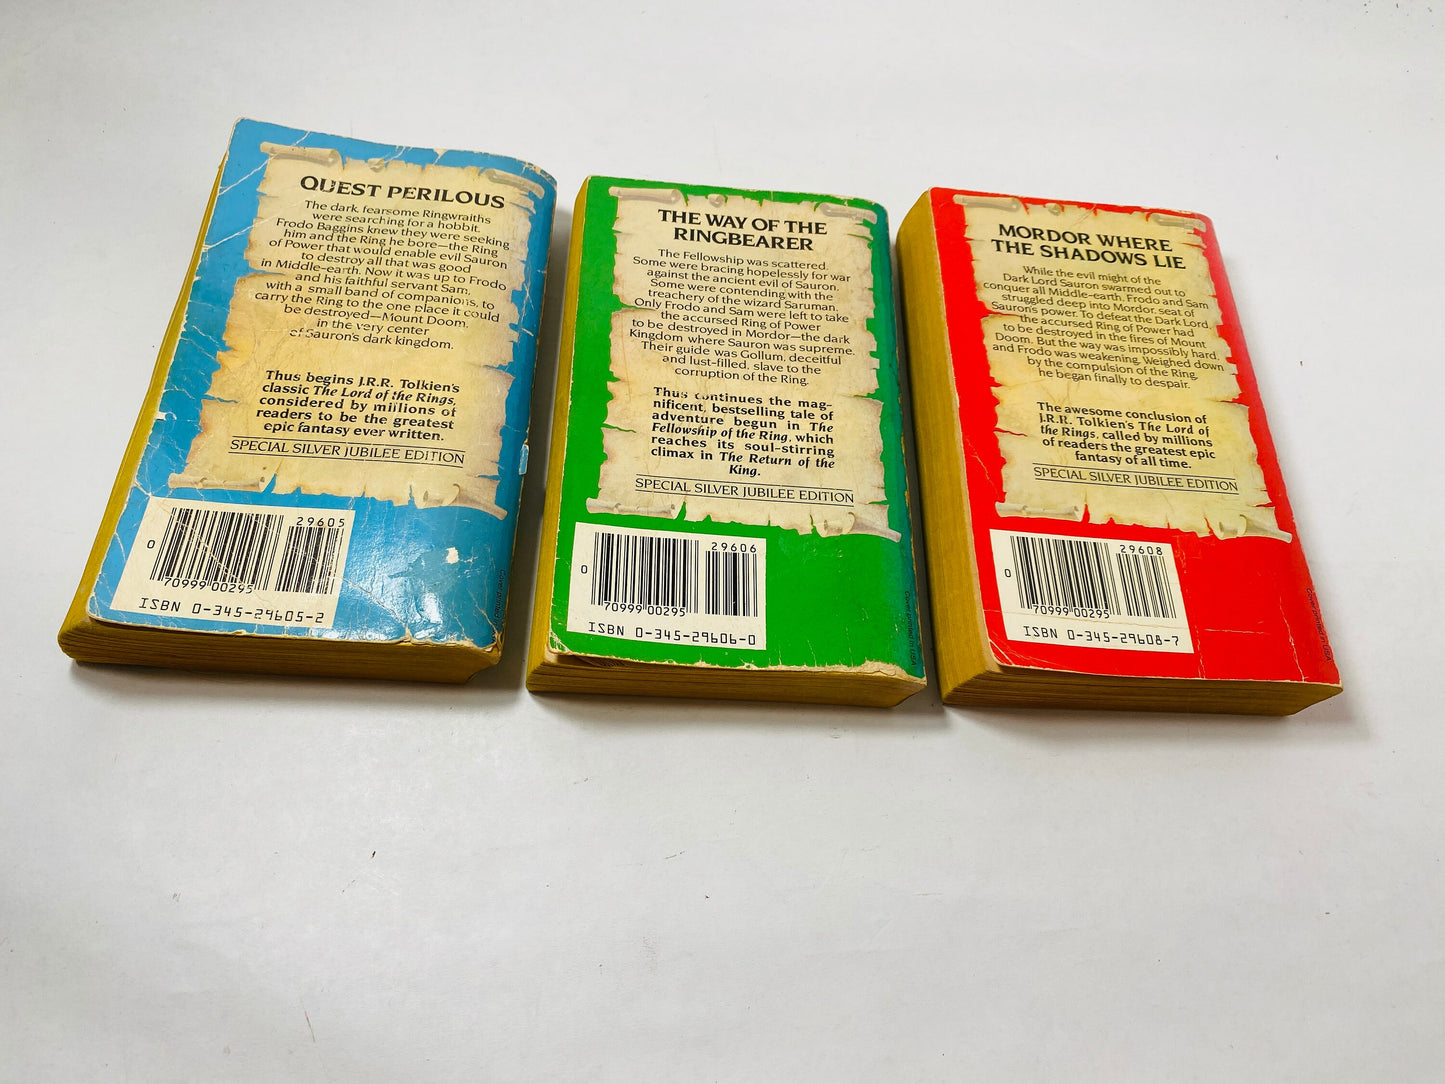 QUEST PERILOUS
The dark, fearsome Ringwraiths
were searching for a hobbit.
Frodo Baggins knew they were seeking
him and the Ring he bore—the Ring
of Power that would enable evil Sauron
to destroy all that was good
in Middle-earth. Now it was up to Frodo
and his faithful servant Sam,
with a small band of companions, to
carry the Ring to the one place it could
be destroyed—Mount Doom,
in the very center
of Sauron's dark kingdom.
Thus begins J.R.R. Tolkien's
classic The Lord of the Rings,
considered by millions of
readers to be the greatest
epic fantasy ever written.
SPECIAL SILVER JUBILEE EDITION
29605
0
70999 00295
ISBN 0-345-29605-2
Cover printed
THE WAY OF THE
RINGBEARER
The Fellowship was scattered.
Some were bracing hopelessly for war
against the ancient evil of Sauron.
Some were contending with the
treachery of the wizard Saruman.
Only Frodo and Sam were left to take
the accursed Ring of Power
to be destroyed in Mordor—the dark
Kingdom where Sauron was supreme.
Their guide was Gollum, deceitful
and lust-filled, slave to the
corruption of the Ring.
Thus continues the mag-
nificent, bestselling tale of
adventure begun in The
Fellowship of the Ring, which
reaches its soul-stirring
climax in The Return of the
King.
SPECIAL SILVER JUBILEE EDITION
29606
0
70999 00295
ISBN 0-345-29606-0
Cover printed in USA
MORDOR WHERE
THE SHADOWS LIE
While the evil might of the
Dark Lord Sauron swarmed out to
conquer all Middle-earth, Frodo and Sam
struggled deep into Mordor, seat of
Sauron's power. To defeat the Dark Lord,
the accursed Ring of Power had
to be destroyed in the fires of Mount
Doom. But the way was impossibly hard,
and Frodo was weakening. Weighed down
by the compulsion of the Ring,
he began finally to despair.
The awesome conclusion of
J.R.R. Tolkien's The Lord of
the Rings, called by millions
of readers the greatest epic
fantasy of all time.
SPECIAL SILVER JUBILEE EDITION
29608
0
70999 00295
ISBN 0-345-29608-7
Cover printed in USA